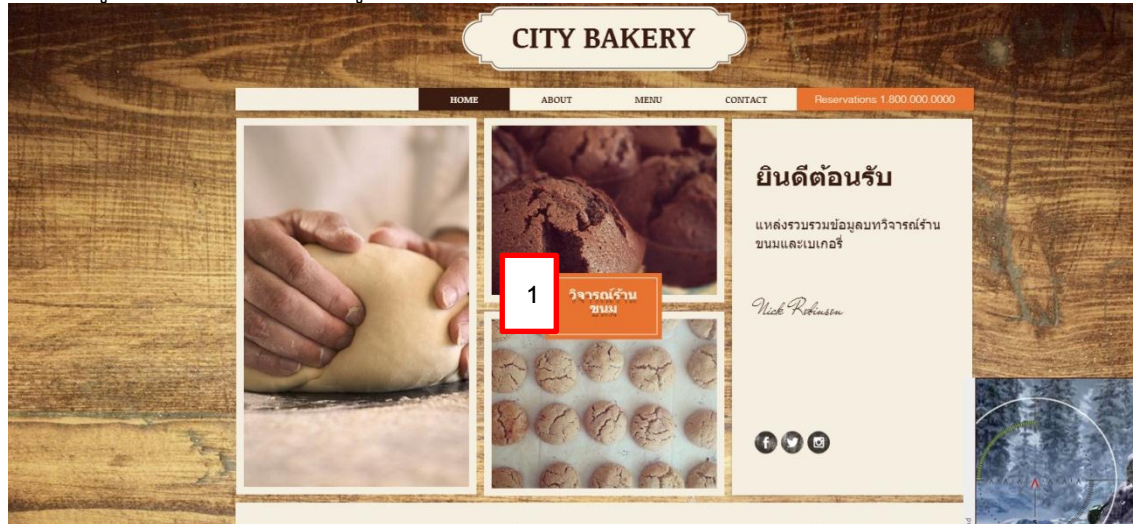 CITY BAKERY
HOME ABOUT MENU CONTACT Reservations 1.800.000.0000
ยินดีต้อนรับ
แหล่งรวบรวมข้อมูลบทวิจารณ์ร้าน
ขนมและเบเกอรี่
1
วิจารณ์ร้าน
ขนม
Nick Robinson